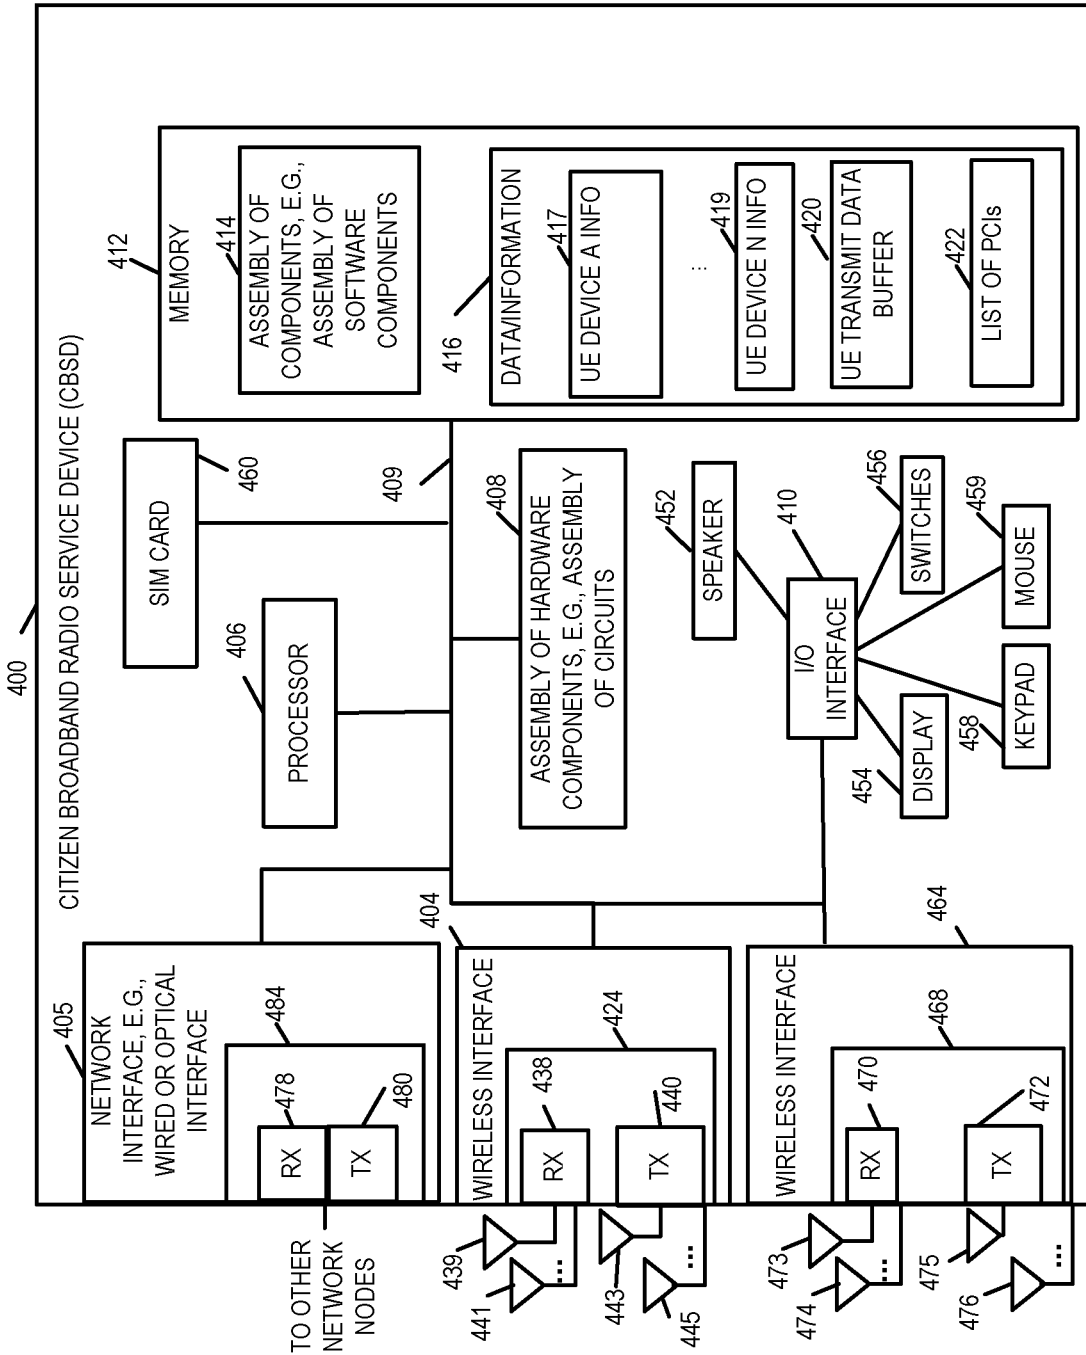 400
CITIZEN BROADBAND RADIO SERVICE DEVICE (CBSD)
405
NETWORK
INTERFACE, E.G.,
WIRED OR OPTICAL
INTERFACE
484
RX
478
TX
480
TO OTHER
NETWORK
NODES
404
WIRELESS INTERFACE
424
RX
438
TX
440
439
441
...
443
445
...
464
WIRELESS INTERFACE
468
RX
470
TX
472
473
474
...
475
476
...
406
PROCESSOR
460
SIM CARD
409
408
ASSEMBLY OF HARDWARE
COMPONENTS, E.G., ASSEMBLY
OF CIRCUITS
452
SPEAKER
410
I/O
INTERFACE
456
SWITCHES
459
MOUSE
454
DISPLAY
458
KEYPAD
412
MEMORY
414
ASSEMBLY OF
COMPONENTS, E.G.,
ASSEMBLY OF
SOFTWARE
COMPONENTS
416
DATA/INFORMATION
417
UE DEVICE A INFO
...
419
UE DEVICE N INFO
420
UE TRANSMIT DATA
BUFFER
422
LIST OF PCIs